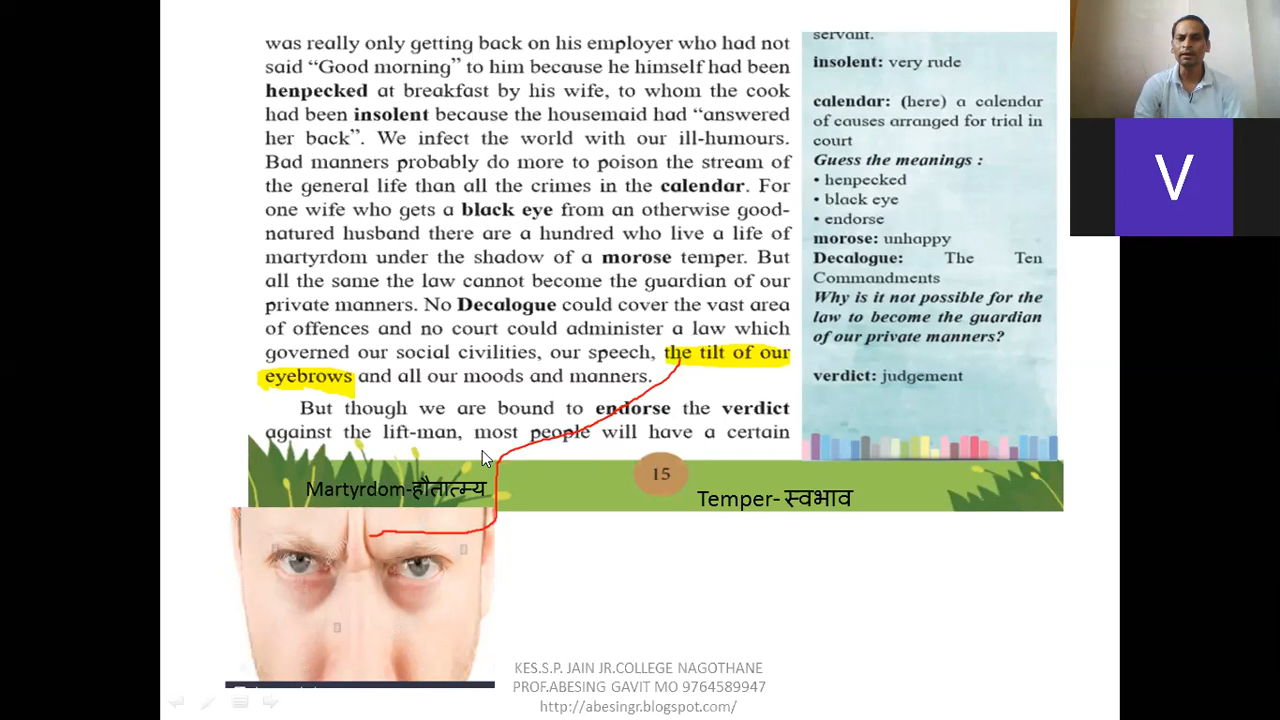 was really only getting back on his employer who had not
said “Good morning” to him because he himself had been
henpecked at breakfast by his wife, to whom the cook
had been insolent because the housemaid had “answered
her back”. We infect the world with our ill-humours.
Bad manners probably do more to poison the stream of
the general life than all the crimes in the calendar. For
one wife who gets a black eye from an otherwise good-
natured husband there are a hundred who live a life of
martyrdom under the shadow of a morose temper. But
all the same the law cannot become the guardian of our
private manners. No Decalogue could cover the vast area
of offences and no court could administer a law which
governed our social civilities, our speech, the tilt of our
eyebrows and all our moods and manners.
But though we are bound to endorse the verdict
against the lift-man, most people will have a certain
servant.
insolent: very rude
calendar: (here) a calendar
of causes arranged for trial in
court
Guess the meanings :
• henpecked
• black eye
• endorse
morose: unhappy
Decalogue: The Ten
Commandments
Why is it not possible for the
law to become the guardian
of our private manners?
verdict: judgement
V
15
Martyrdom-हौतात्म्य
Temper- स्वभाव
KES.S.P. JAIN JR.COLLEGE NAGOTHANE
PROF.ABESING GAVIT MO 9764589947
http://abesingr.blogspot.com/